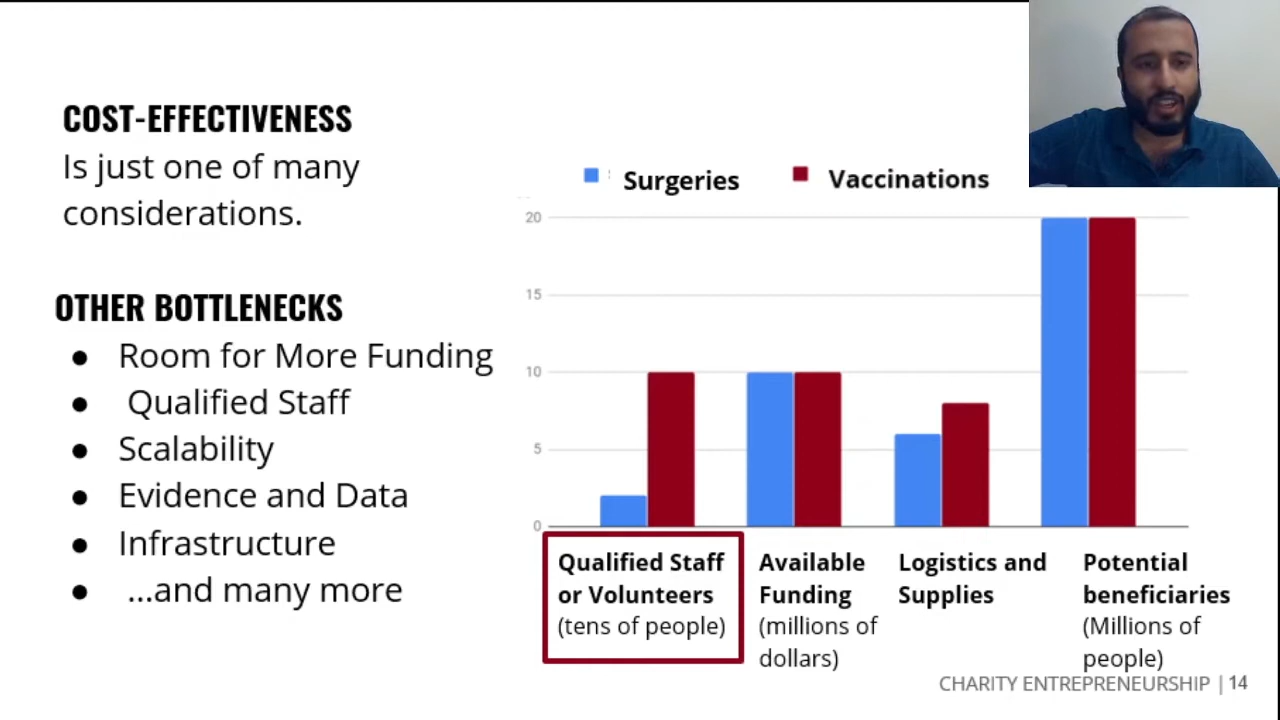 COST-EFFECTIVENESS
Is just one of many
considerations.
OTHER BOTTLENECKS
● Room for More Funding
● Qualified Staff
● Scalability
● Evidence and Data
● Infrastructure
● ...and many more
Surgeries
Vaccinations
20
15
10
5
0
Qualified Staff
or Volunteers
(tens of people)
Available
Funding
(millions of
dollars)
Logistics and
Supplies
Potential
beneficiaries
(Millions of
people)
CHARITY ENTREPRENEURSHIP | 14